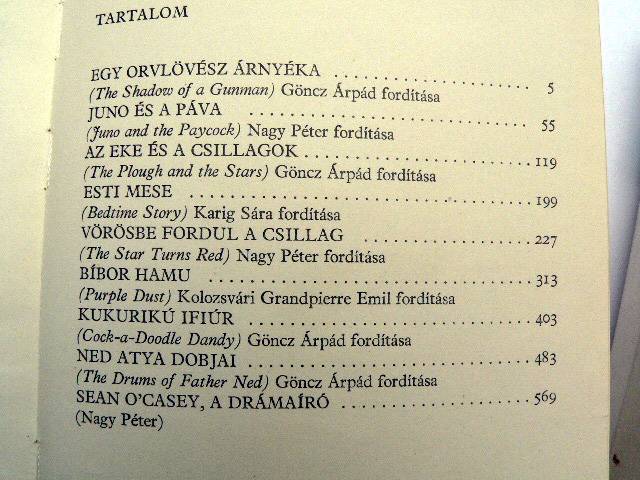 TARTALOM
EGY ORVLÖVÉSZ ÁRNYÉKA . . . . . . . . . . . . . . . . . . . . . . 5
(The Shadow of a Gunman) Göncz Árpád fordítása
JUNO ÉS A PÁVA . . . . . . . . . . . . . . . . . . . . . . . . . . . . 55
(Juno and the Paycock) Nagy Péter fordítása
AZ EKE ÉS A CSILLAGOK . . . . . . . . . . . . . . . . . . . . . . 119
(The Plough and the Stars) Göncz Árpád fordítása
ESTI MESE . . . . . . . . . . . . . . . . . . . . . . . . . . . . . . . . 199
(Bedtime Story) Karig Sára fordítása
VÖRÖSBE FORDUL A CSILLAG . . . . . . . . . . . . . . . . 227
(The Star Turns Red) Nagy Péter fordítása
BÍBOR HAMU . . . . . . . . . . . . . . . . . . . . . . . . . . . . . . 313
(Purple Dust) Kolozsvári Grandpierre Emil fordítása
KUKURIKÚ IFIÚR . . . . . . . . . . . . . . . . . . . . . . . . . . . 403
(Cock-a-Doodle Dandy) Göncz Árpád fordítása
NED ATYA DOBJAI . . . . . . . . . . . . . . . . . . . . . . . . . . 483
(The Drums of Father Ned) Göncz Árpád fordítása
SEAN O'CASEY, A DRÁMAÍRÓ . . . . . . . . . . . . . . . . . . 569
(Nagy Péter)